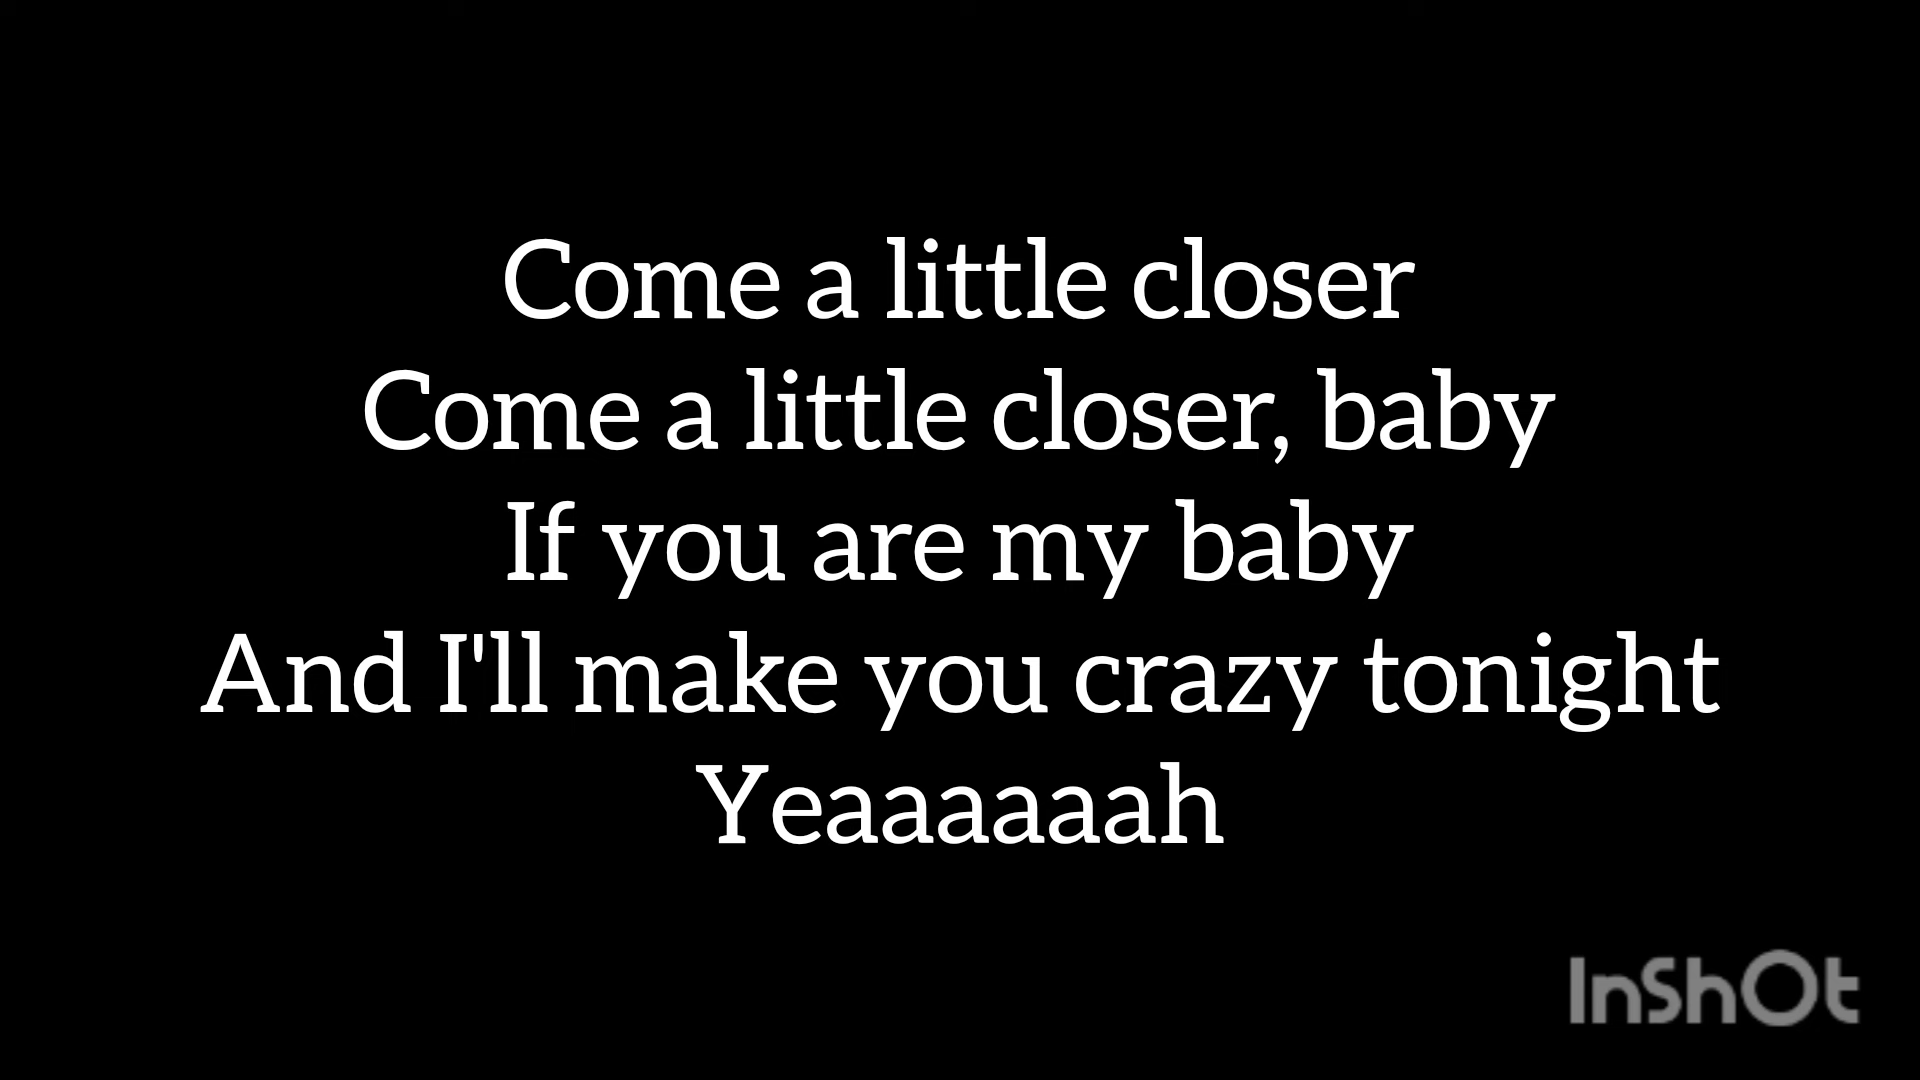 Come a little closer
Come a little closer, baby
If you are my baby
And I'll make you crazy tonight
Yeaaaaaah
InShOt